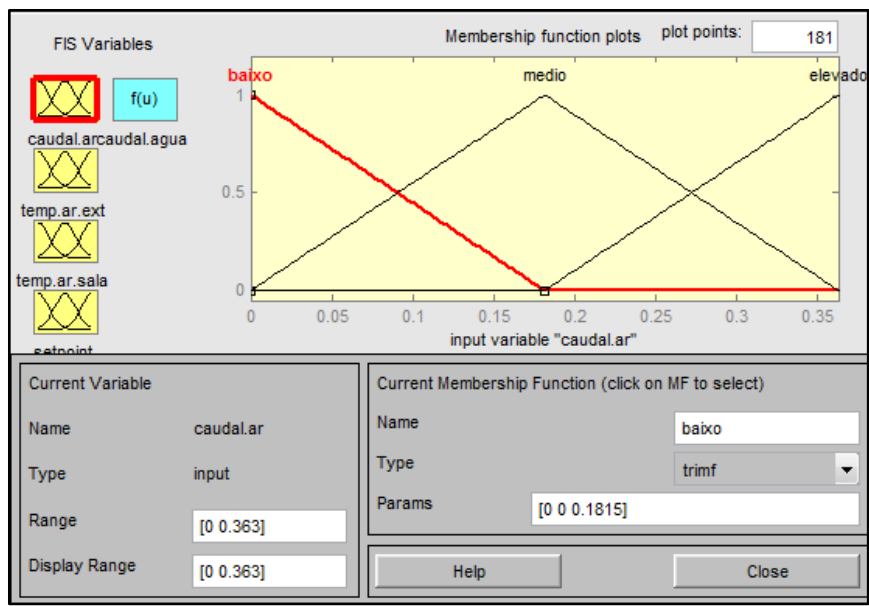 FIS Variables
Membership function plots plot points: 181
baixo medio elevado
f(u)
1
caudal.arcaudal.agua
0.5
temp.ar.ext
temp.ar.sala
0
0 0.05 0.1 0.15 0.2 0.25 0.3 0.35
input variable "caudal.ar"
setpoint
Current Variable
Name caudal.ar
Type input
Range [0 0.363]
Display Range [0 0.363]
Current Membership Function (click on MF to select)
Name baixo
Type trimf
Params [0 0 0.1815]
Help Close